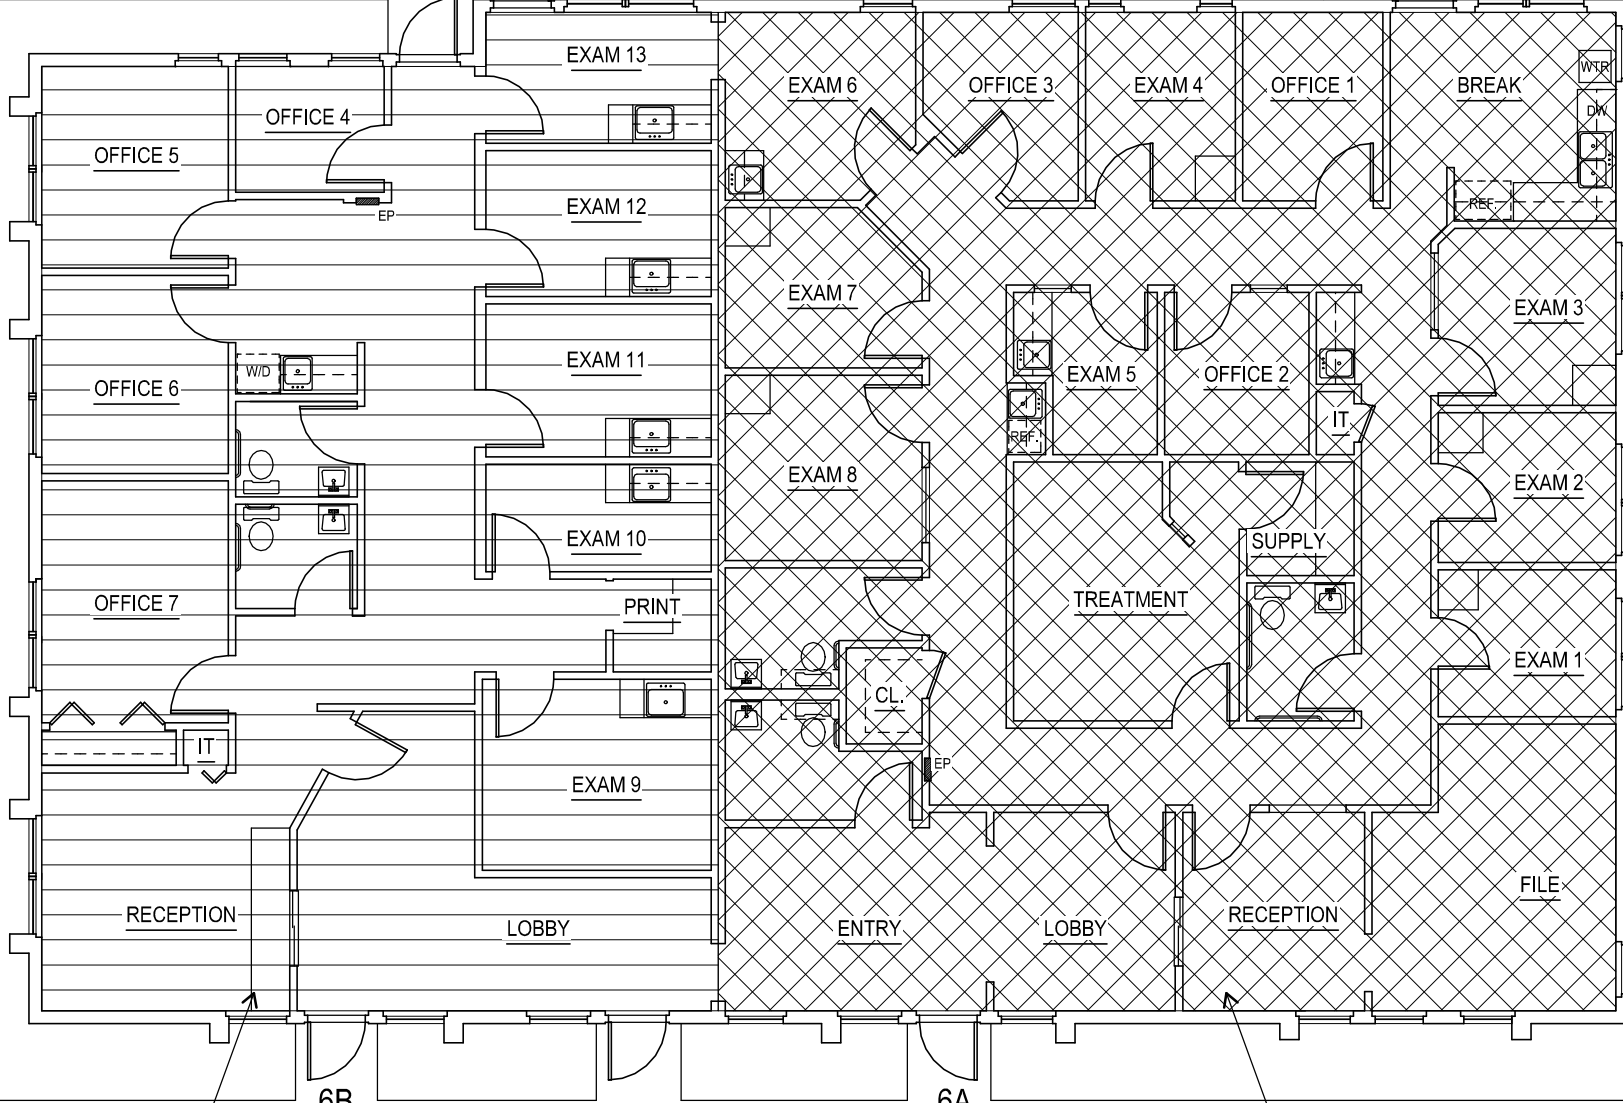 EXAM 13
EXAM 6
OFFICE 3
EXAM 4
OFFICE 1
BREAK
WTR
DW
OFFICE 4
OFFICE 5
EXAM 12
EP
REF.
EXAM 7
EXAM 3
EXAM 11
W/D
OFFICE 6
EXAM 5
OFFICE 2
IT
REF.
EXAM 8
EXAM 2
EXAM 10
SUPPLY
OFFICE 7
PRINT
TREATMENT
EXAM 1
CL.
IT
EP
EXAM 9
FILE
RECEPTION
LOBBY
ENTRY
LOBBY
RECEPTION
6B
6A